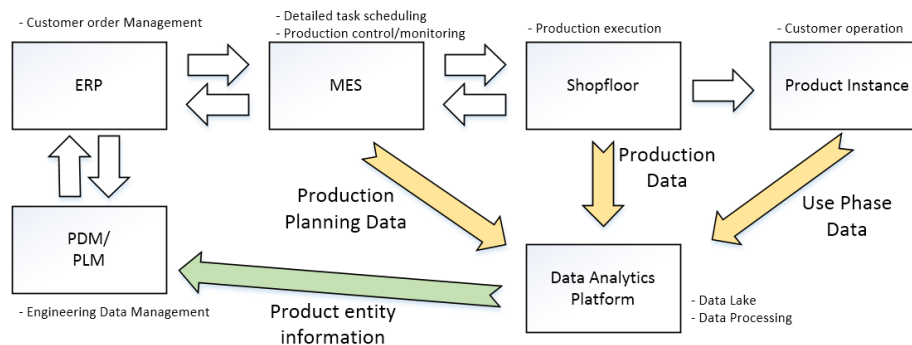 - Customer order Management
- Detailed task scheduling
- Production control/monitoring
- Production execution
- Customer operation
ERP
MES
Shopfloor
Product Instance
Production
Data
Production
Planning Data
Use Phase
Data
PDM/
PLM
Data Analytics
Platform
- Engineering Data Management
Product entity
information
- Data Lake
- Data Processing